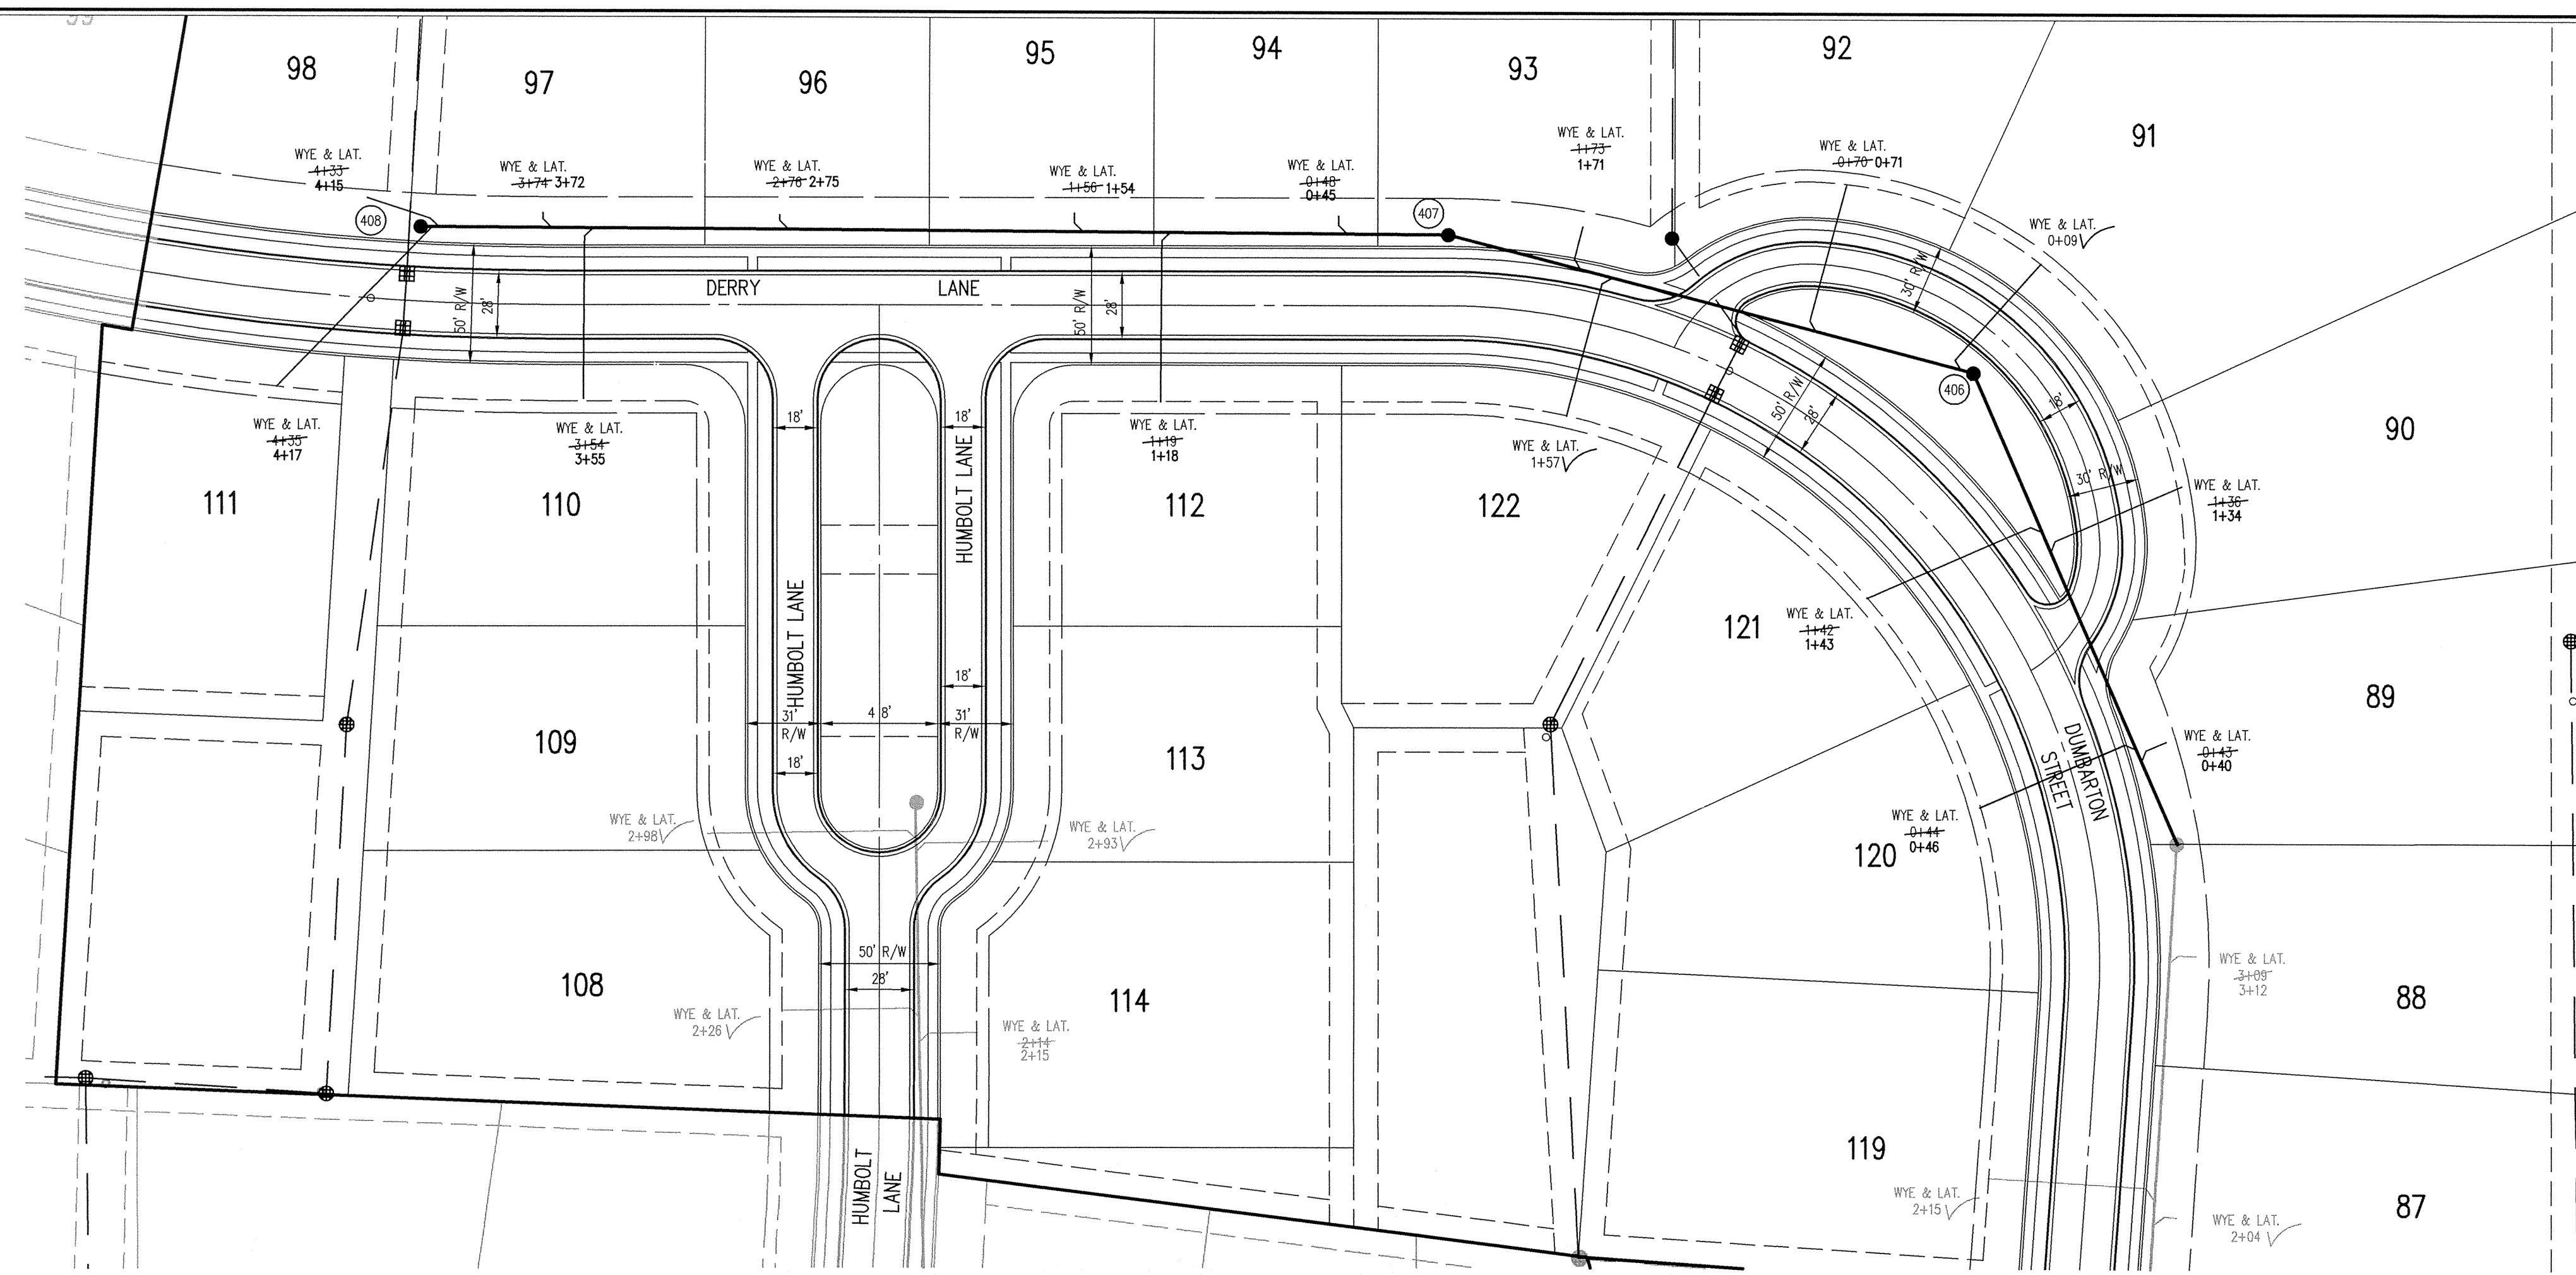 98
97
96
95
94
93
92
91
WYE & LAT.
4+33
4+15
WYE & LAT.
3+74 3+72
WYE & LAT.
2+76 2+75
WYE & LAT.
1+56 1+54
WYE & LAT.
0+48
0+45
WYE & LAT.
1+73
1+71
WYE & LAT.
0+70 0+71
WYE & LAT.
0+09
408
407
406
DERRY LANE
50' R/W
28'
50' R/W
28'
30' R/W
50' R/W
28'
18'
30' R/W
WYE & LAT.
4+35
4+17
WYE & LAT.
3+54
3+55
18'
18'
WYE & LAT.
1+19
1+18
WYE & LAT.
1+57
90
WYE & LAT.
1+36
1+34
111
110
HUMBOLT LANE
HUMBOLT LANE
112
122
121
WYE & LAT.
1+42
1+43
89
18'
31'
R/W
48'
31'
R/W
18'
109
113
DUMBARTON
STREET
WYE & LAT.
0+43
0+40
WYE & LAT.
2+98
WYE & LAT.
2+93
WYE & LAT.
0+44
0+46
120
50' R/W
28'
108
114
WYE & LAT.
2+26
WYE & LAT.
2+14
2+15
WYE & LAT.
3+09
3+12
88
HUMBOLT
LANE
119
WYE & LAT.
2+15
WYE & LAT.
2+04
87